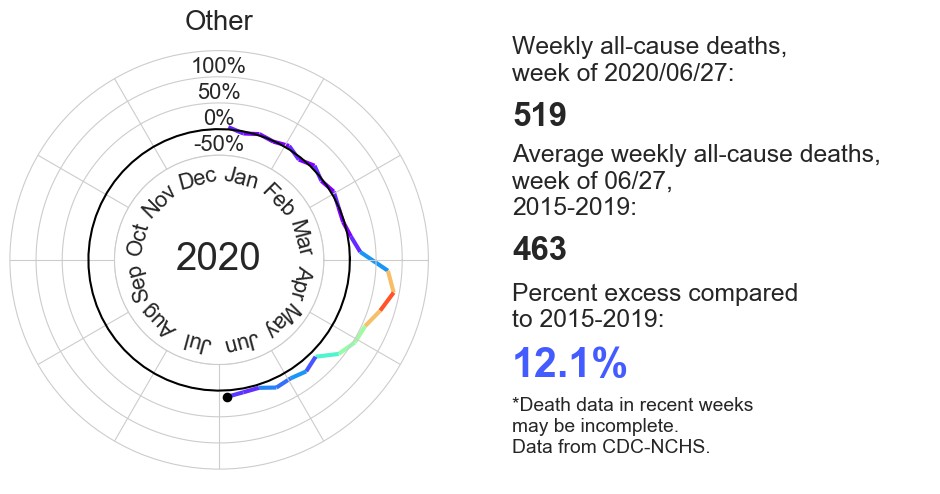 Other
100%
50%
0%
-50%
Jan
Feb
Mar
Apr
May
Jun
Jul
Aug
Sep
Oct
Nov
Dec
2020
Weekly all-cause deaths,
week of 2020/06/27:
519
Average weekly all-cause deaths,
week of 06/27,
2015-2019:
463
Percent excess compared
to 2015-2019:
12.1%
*Death data in recent weeks
may be incomplete.
Data from CDC-NCHS.